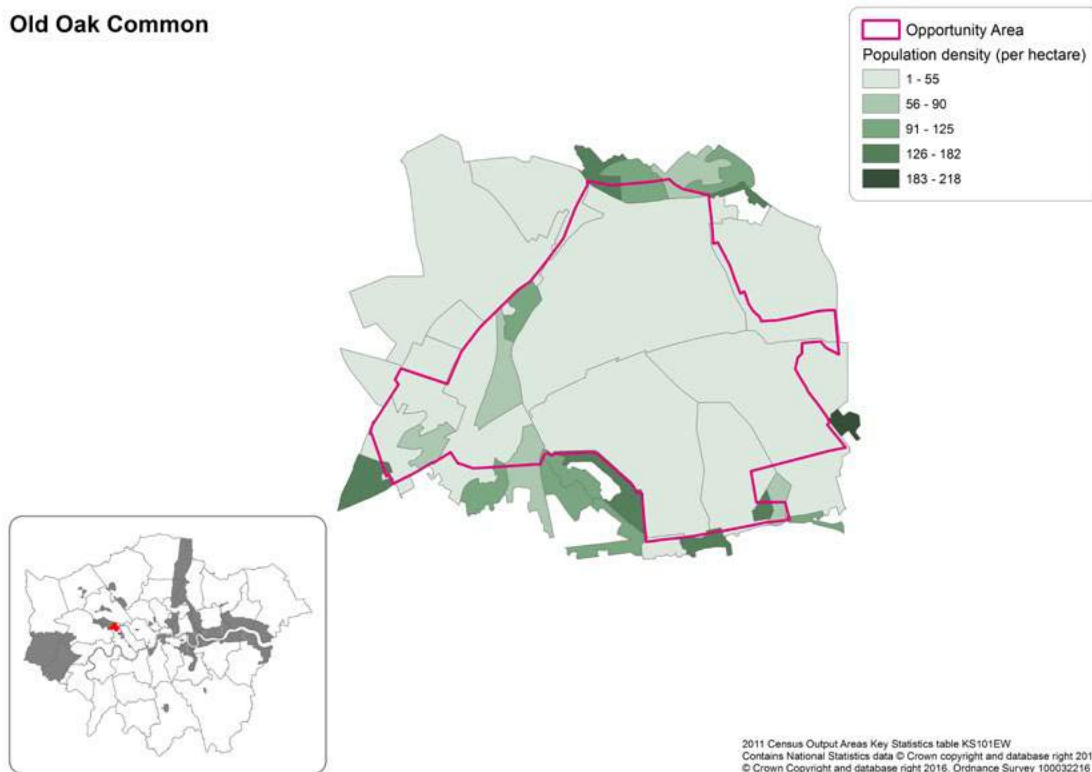 Old Oak Common
Opportunity Area
Population density (per hectare)
1 - 55
56 - 90
91 - 125
126 - 182
183 - 218
2011 Census Output Areas Key Statistics table KS101EW
Contains National Statistics data © Crown copyright and database right 201
© Crown Copyright and database right 2016. Ordnance Survey 100032216